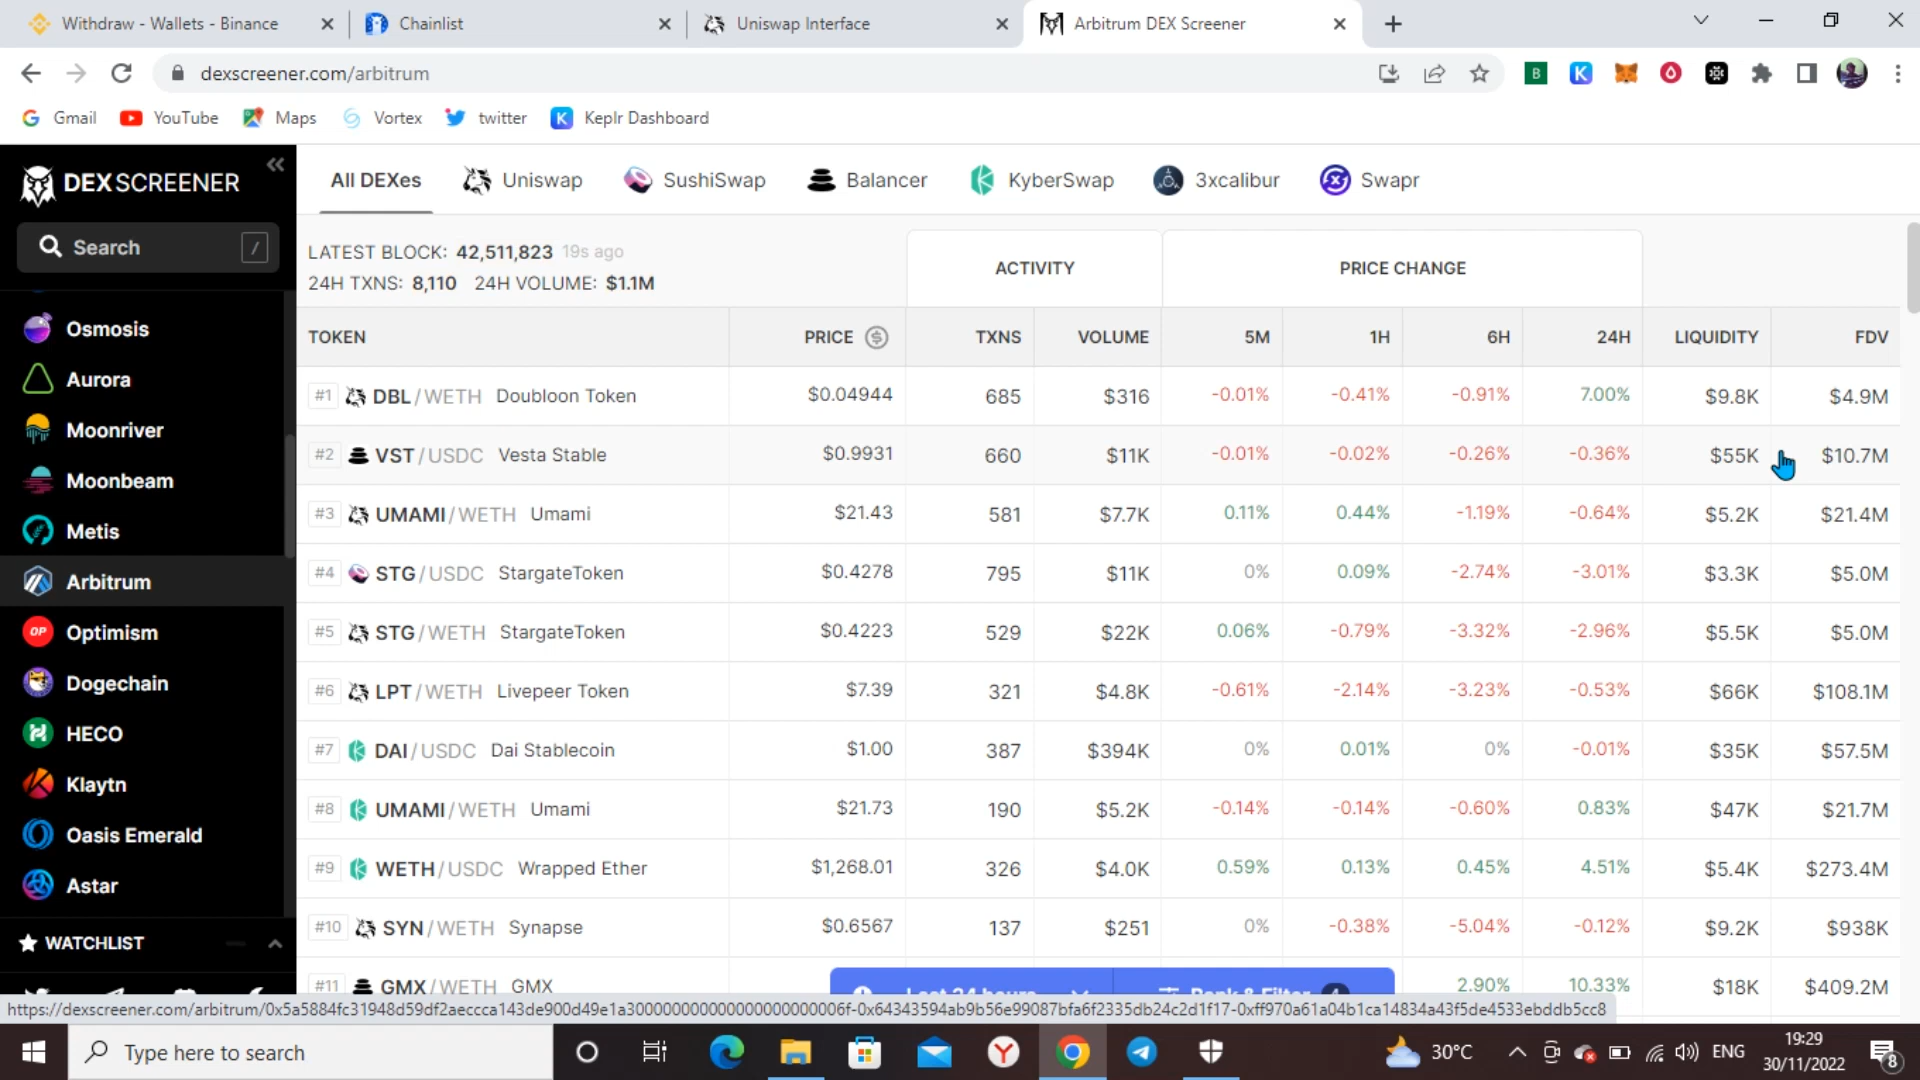 Withdraw - Wallets - Binance
Chainlist
Uniswap Interface
Arbitrum DEX Screener
dexscreener.com/arbitrum
Gmail YouTube Maps Vortex twitter Keplr Dashboard
DEX SCREENER
Search /
Osmosis
Aurora
Moonriver
Moonbeam
Metis
Arbitrum
Optimism
Dogechain
HECO
Klaytn
Oasis Emerald
Astar
WATCHLIST
All DEXes Uniswap SushiSwap Balancer KyberSwap 3xcalibur Swapr
LATEST BLOCK: 42,511,823 19s ago
24H TXNS: 8,110 24H VOLUME: $1.1M
ACTIVITY PRICE CHANGE
TOKEN PRICE TXNS VOLUME 5M 1H 6H 24H LIQUIDITY FDV
#1 DBL/WETH Doubloon Token $0.04944 685 $316 -0.01% -0.41% -0.91% 7.00% $9.8K $4.9M
#2 VST/USDC Vesta Stable $0.9931 660 $11K -0.01% -0.02% -0.26% -0.36% $55K $10.7M
#3 UMAMI/WETH Umami $21.43 581 $7.7K 0.11% 0.44% -1.19% -0.64% $5.2K $21.4M
#4 STG/USDC StargateToken $0.4278 795 $11K 0% 0.09% -2.74% -3.01% $3.3K $5.0M
#5 STG/WETH StargateToken $0.4223 529 $22K 0.06% -0.79% -3.32% -2.96% $5.5K $5.0M
#6 LPT/WETH Livepeer Token $7.39 321 $4.8K -0.61% -2.14% -3.23% -0.53% $66K $108.1M
#7 DAI/USDC Dai Stablecoin $1.00 387 $394K 0% 0.01% 0% -0.01% $35K $57.5M
#8 UMAMI/WETH Umami $21.73 190 $5.2K -0.14% -0.14% -0.60% 0.83% $47K $21.7M
#9 WETH/USDC Wrapped Ether $1,268.01 326 $4.0K 0.59% 0.13% 0.45% 4.51% $5.4K $273.4M
#10 SYN/WETH Synapse $0.6567 137 $251 0% -0.38% -5.04% -0.12% $9.2K $938K
#11 GMX/WETH GMX 2.90% 10.33% $18K $409.2M
Last 24 hours Rank & Filter 4
https://dexscreener.com/arbitrum/0x5a5884fc31948d59df2aeccca143de900d49e1a300000000000000000000006f-0x64343594ab9b56e99087bfa6f2335db24c2d1f17-0xff970a61a04b1ca14834a43f5de4533ebddb5cc8
Type here to search
30°C
ENG
19:29
30/11/2022
8